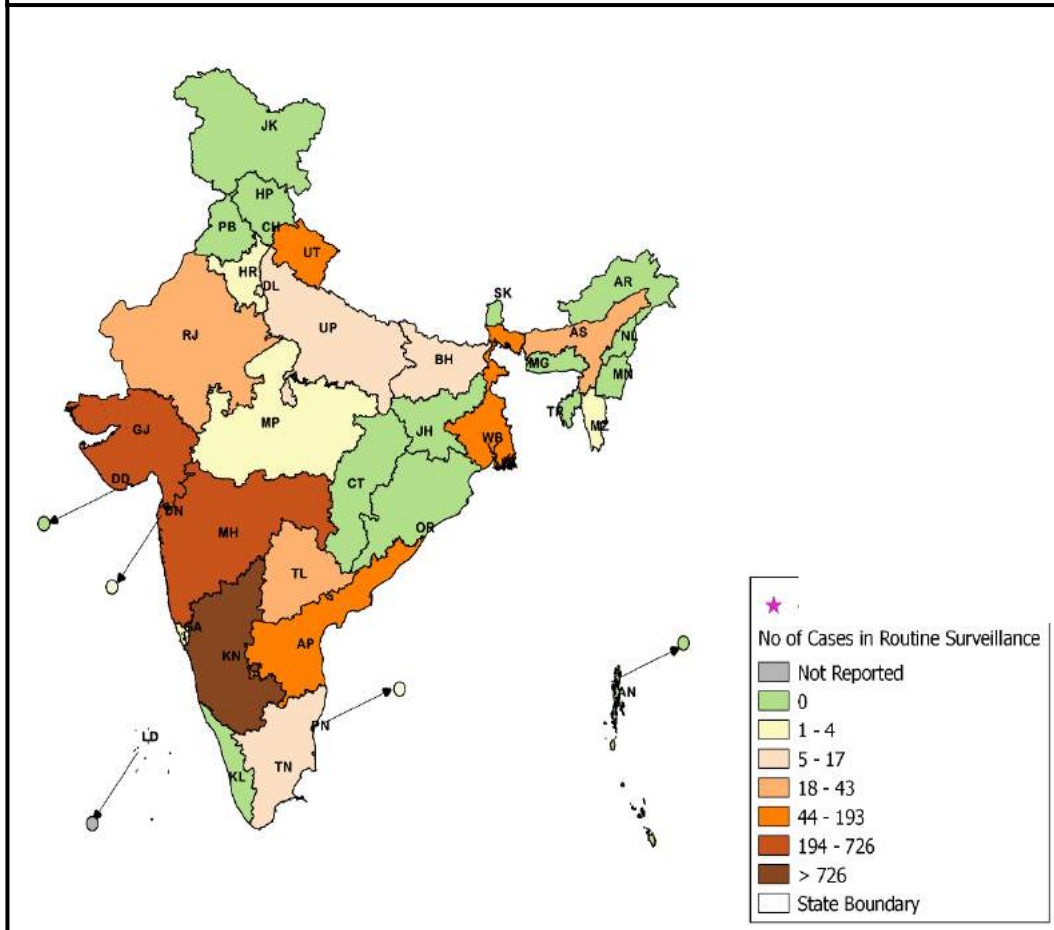 JK
HP
PB
CH
UT
HR
DL
SK
AR
RJ
UP
AS
NL
BH
MG
MN
TR
MZ
MP
GJ
JH
WB
CT
DD
DN
MH
OR
TL
GA
AP
KN
AN
PN
LD
KL
TN
No of Cases in Routine Surveillance
Not Reported
0
1 - 4
5 - 17
18 - 43
44 - 193
194 - 726
> 726
State Boundary